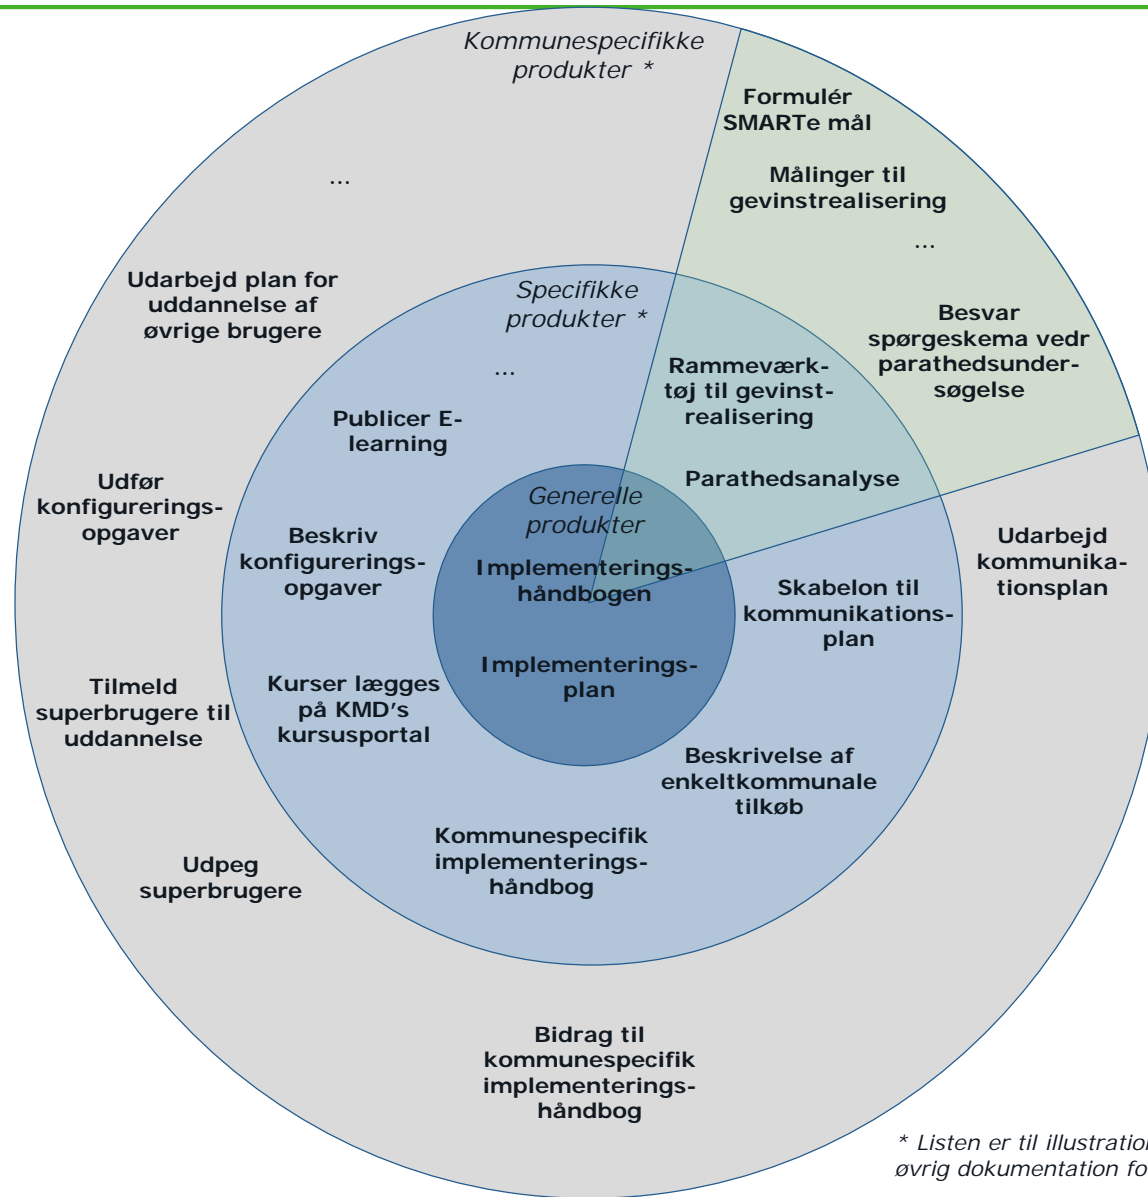 Kommunespecifikke
produkter *
Formulér
SMARTe mål
Målinger til
gevinstrealisering
...
...
Udarbejd plan for
uddannelse af
øvrige brugere
Specifikke
produkter *
Besvar
spørgeskema vedr
parathedsunder-
søgelse
Rammeværk-
tøj til gevinst-
realisering
...
Publicer E-
learning
Parathedsanalyse
Udfør
konfigurerings-
opgaver
Generelle
produkter
Beskriv
konfigurerings-
opgaver
Implementerings-
håndbogen
Udarbejd
kommunika-
tionsplan
Skabelon til
kommunikations-
plan
Implementerings-
plan
Tilmeld
superbrugere til
uddannelse
Kurser lægges
på KMD's
kursusportal
Beskrivelse af
enkeltkommunale
tilkøb
Kommunespecifik
implementerings-
håndbog
Udpeg
superbrugere
Bidrag til
kommunespecifik
implementerings-
håndbog
* Listen er til illustration
øvrig dokumentation fo